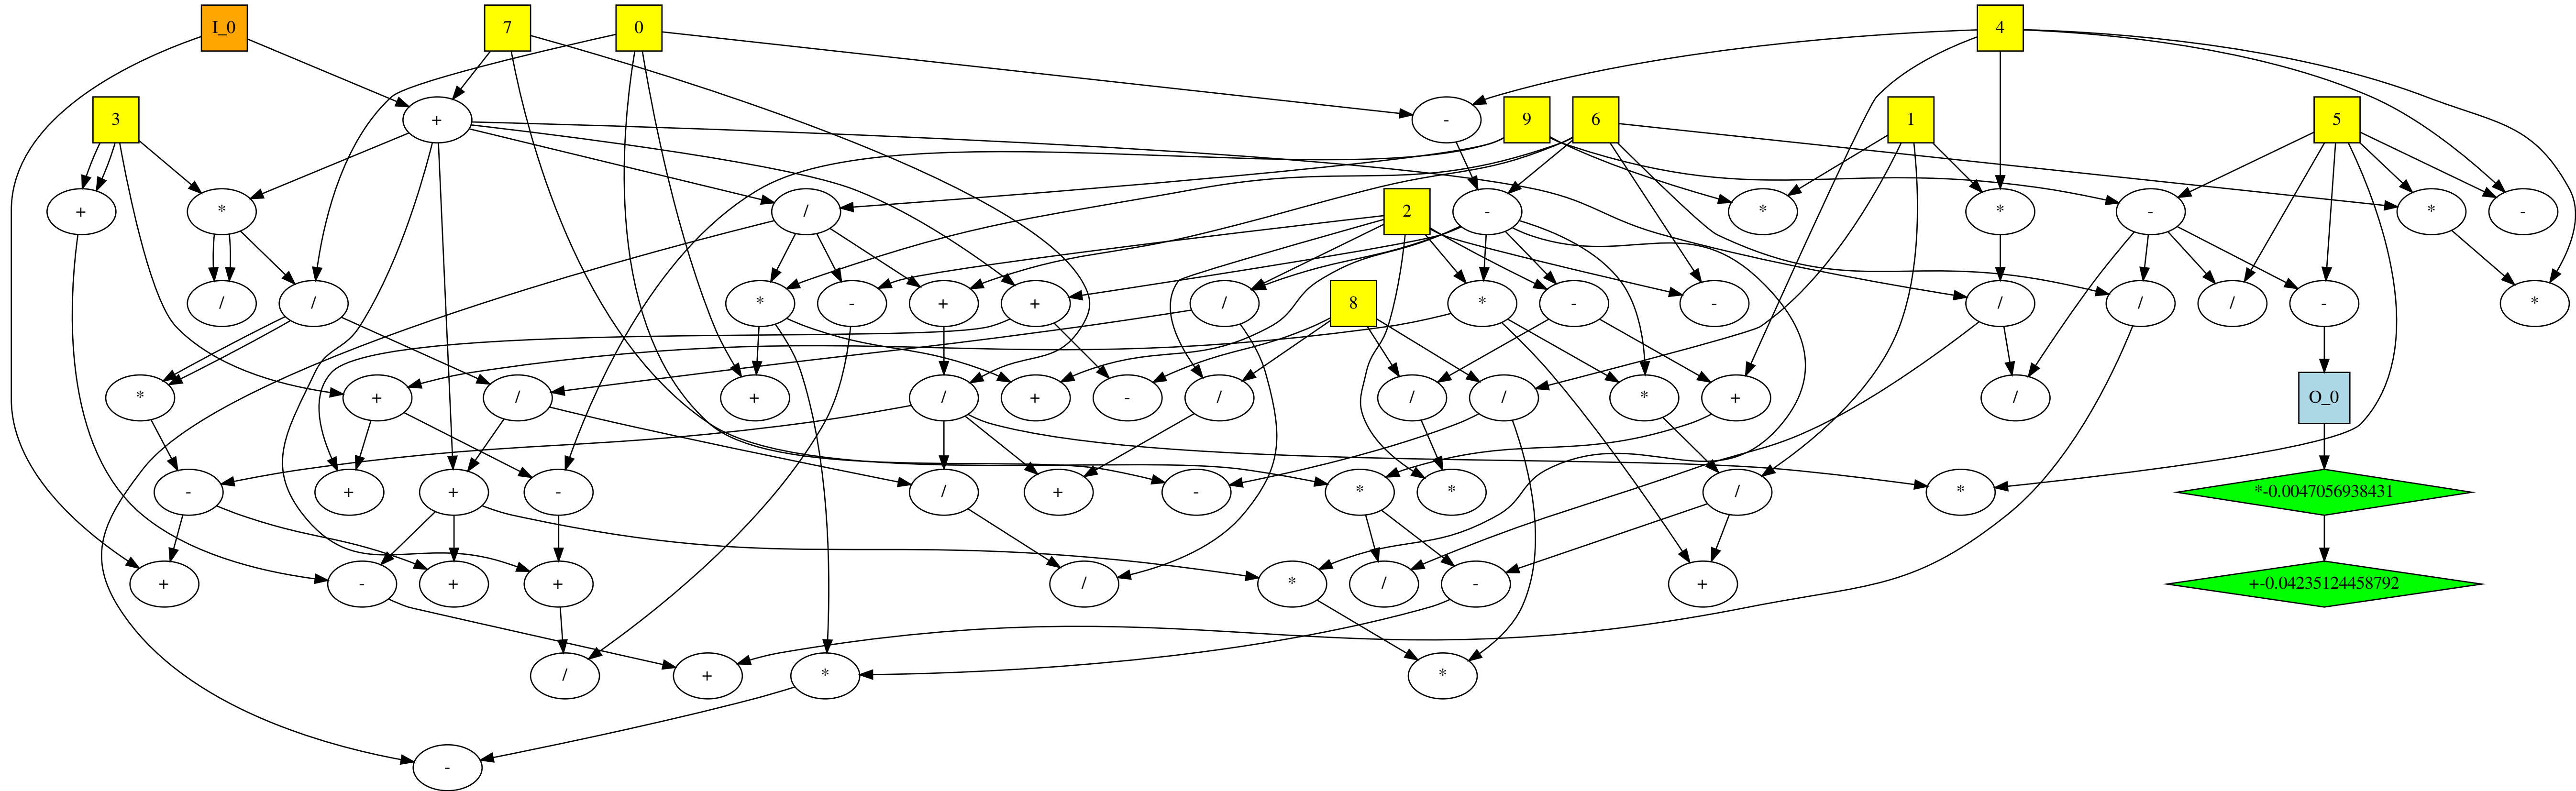 I_0 7 0 4
3 + - 9 6 1 5
+ * / 2 - * * - * -
/ / * - + + / 8 * - - / / / - *
* + / + / + - / / / * + / O_0
- + + - / + - * * / * *-0.0047056938431
+ - + + / * / - + +-0.04235124458792
/ + * *
-